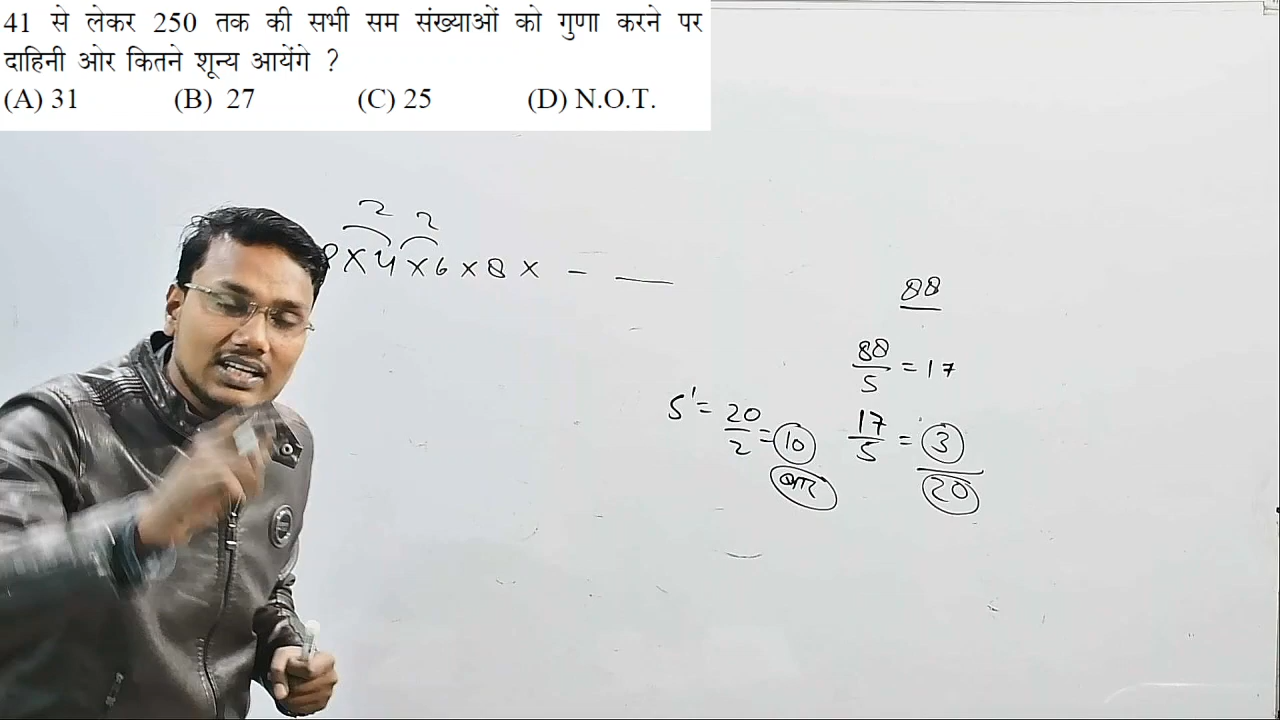 41 से लेकर 250 तक की सभी सम संख्याओं को गुणा करने पर
दाहिनी ओर कितने शून्य आयेंगे ?
(A) 31 (B) 27 (C) 25 (D) N.O.T.
2 2
×4×6×8× - —
88
88/5 = 17
5¹ = 20/2 = 10 17/5 = 3
बार 20